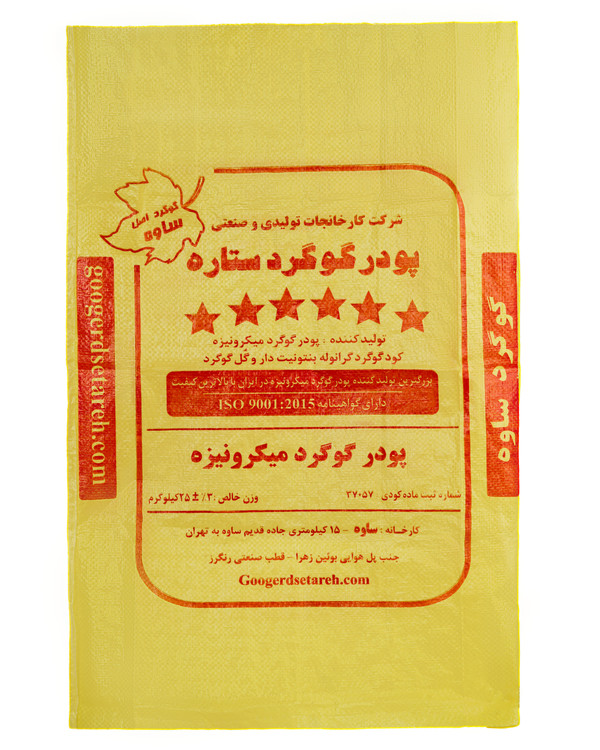 گوگرد اصل
ساوه
شرکت کارخانجات تولیدی و صنعتی
پودر گوگرد ستاره
تولید کننده : پودر گوگرد میکرونیزه
کود گوگرد گرانوله بنتونیت دار و گل گوگرد
بزرگترین تولید کننده پودر گوگرد میکرونیزه در ایران با بالاترین کیفیت
دارای گواهینامه ISO 9001:2015
پودر گوگرد میکرونیزه
شماره ثبت ماده کودی ۳۷۰۵۷
وزن خالص : ۳٪ ± ۲۵ کیلوگرم
کارخانه : ساوه - ۱۵ کیلومتری جاده قدیم ساوه به تهران
جنب پل هوایی بوئین زهرا - قطب صنعتی رنگرز
Googerdsetareh.com
گوگرد ساوه
googerdsetareh.com